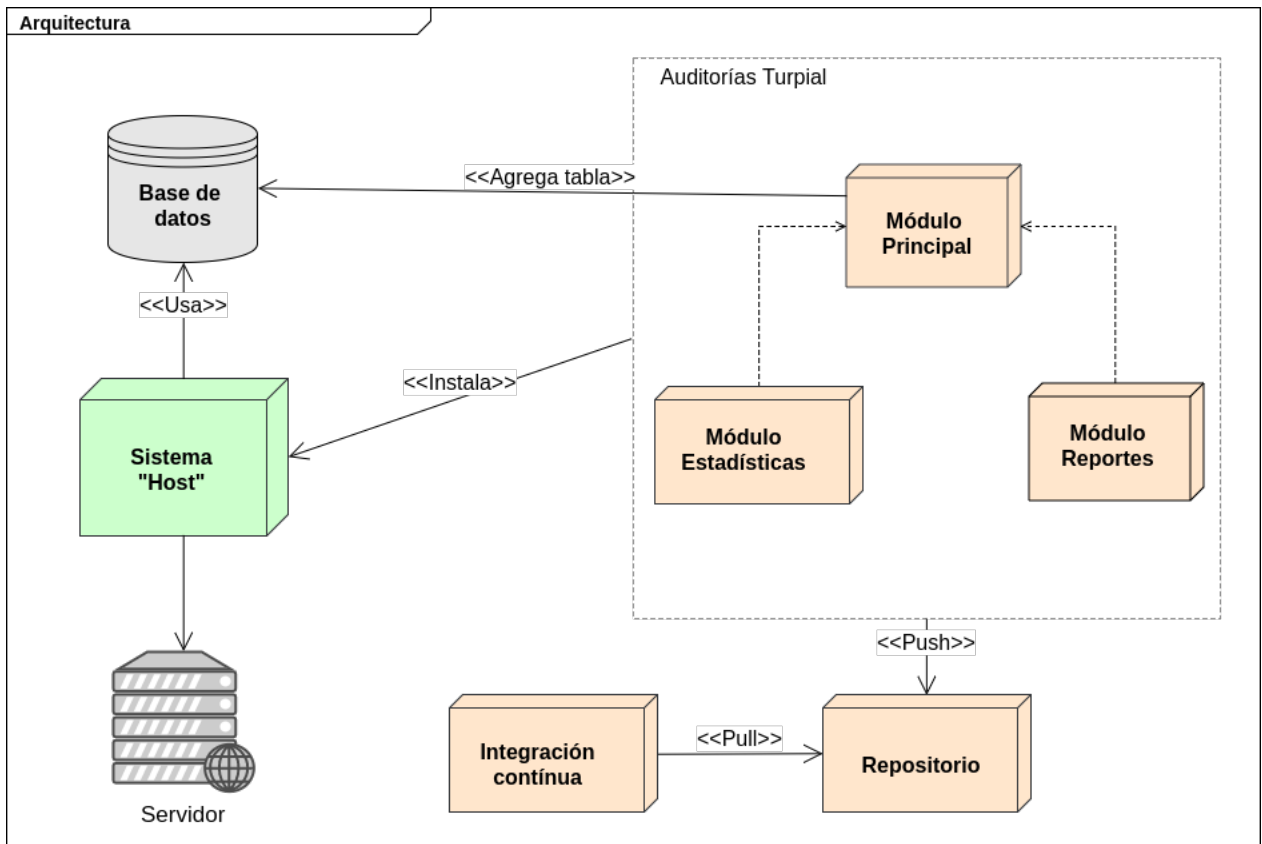 Arquitectura
Auditorías Turpial
<<Agrega tabla>>
Base de
datos
Módulo
Principal
<<Usa>>
<<Instala>>
Módulo
Estadísticas
Módulo
Reportes
Sistema
"Host"
<<Push>>
<<Pull>>
Integración
contínua
Repositorio
Servidor